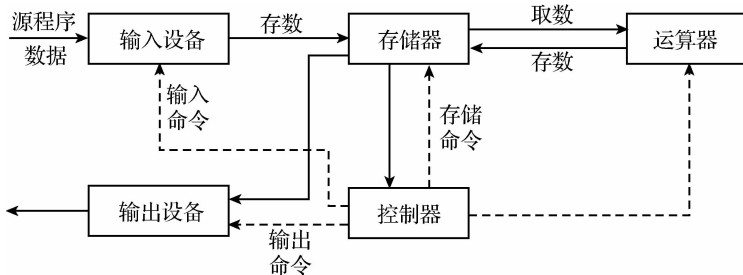 源程序
数据
输入设备
存数
存储器
取数
存数
运算器
输入
命令
存储
命令
输出设备
控制器
输出
命令